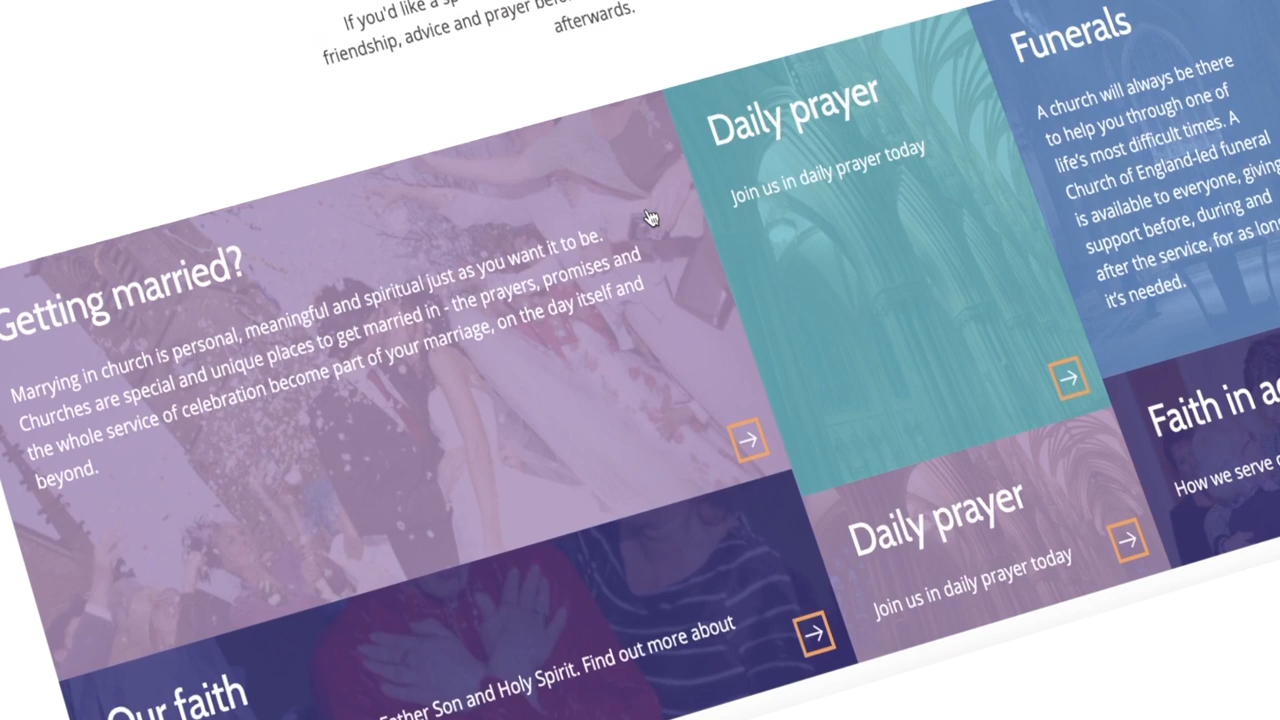 If you'd like a
friendship, advice and prayer
afterwards.
Getting married?
Marrying in church is personal, meaningful and spiritual just as you want it to be.
Churches are special and unique places to get married in - the prayers, promises and
the whole service of celebration become part of your marriage, on the day itself and
beyond.
Daily prayer
Join us in daily prayer today
Funerals
A church will always be there
to help you through one of
life's most difficult times. A
Church of England-led funeral
is available to everyone, giving
support before, during and
after the service, for as
it's needed.
Our faith
Father Son and Holy Spirit. Find out more about
Daily prayer
Join us in daily prayer today
Faith in
How we serve